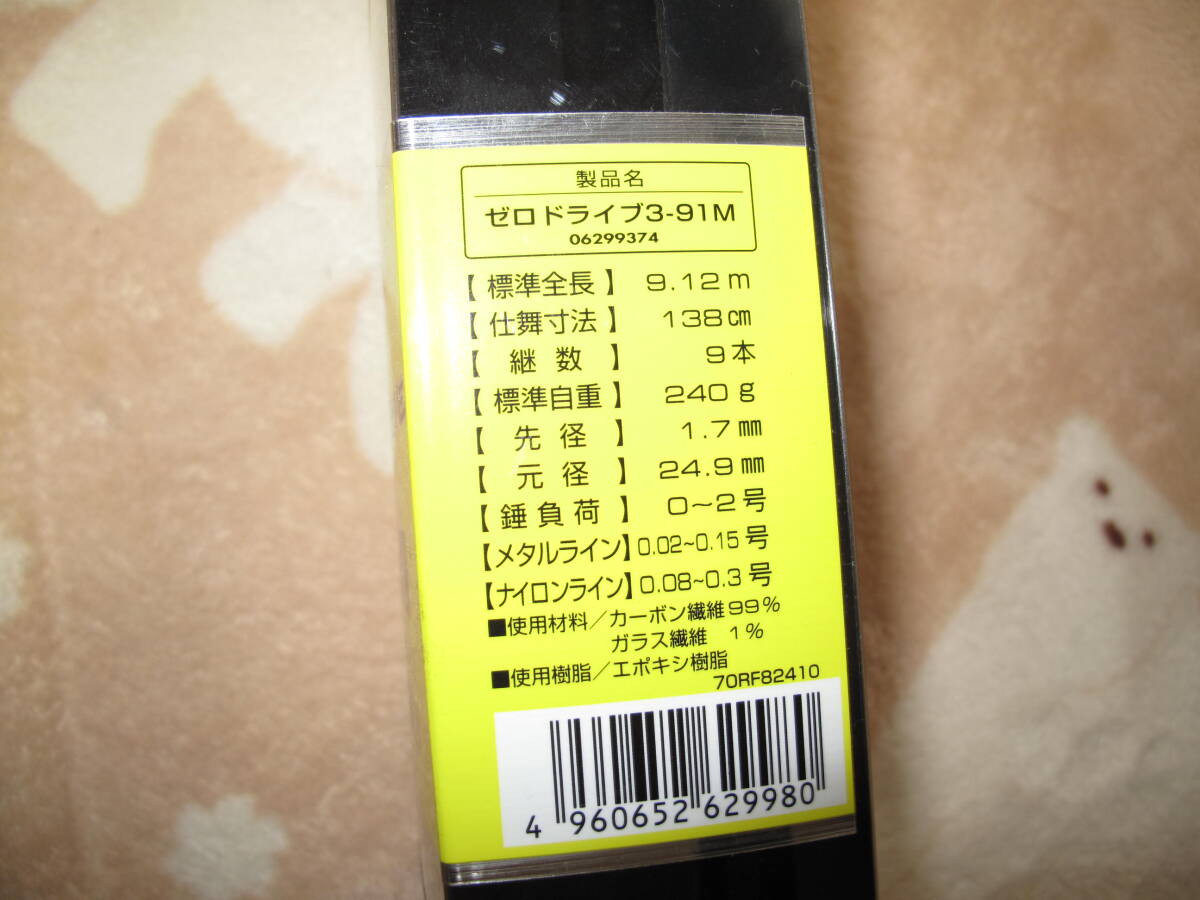 製品名
ゼロドライブ3-91M
06299374
【標準全長】 9.12m
【仕舞寸法】 138㎝
【継数】 9本
【標準自重】 240g
【先径】 1.7㎜
【元径】 24.9㎜
【錘負荷】 0~2号
【メタルライン】0.02~0.15号
【ナイロンライン】0.08~0.3号
■使用材料/カーボン繊維99%
ガラス繊維 1%
■使用樹脂/エポキシ樹脂
70RF82410
4 960652 629980